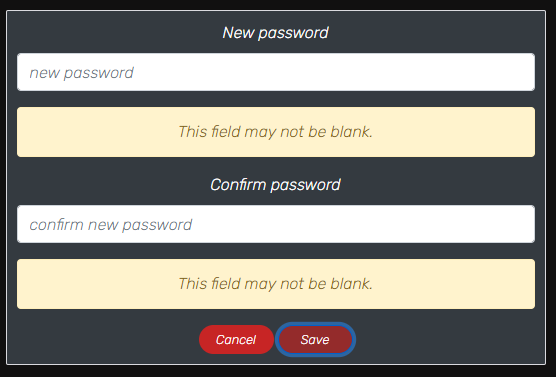 New password
new password
This field may not be blank.
Confirm password
confirm new password
This field may not be blank.
Cancel Save